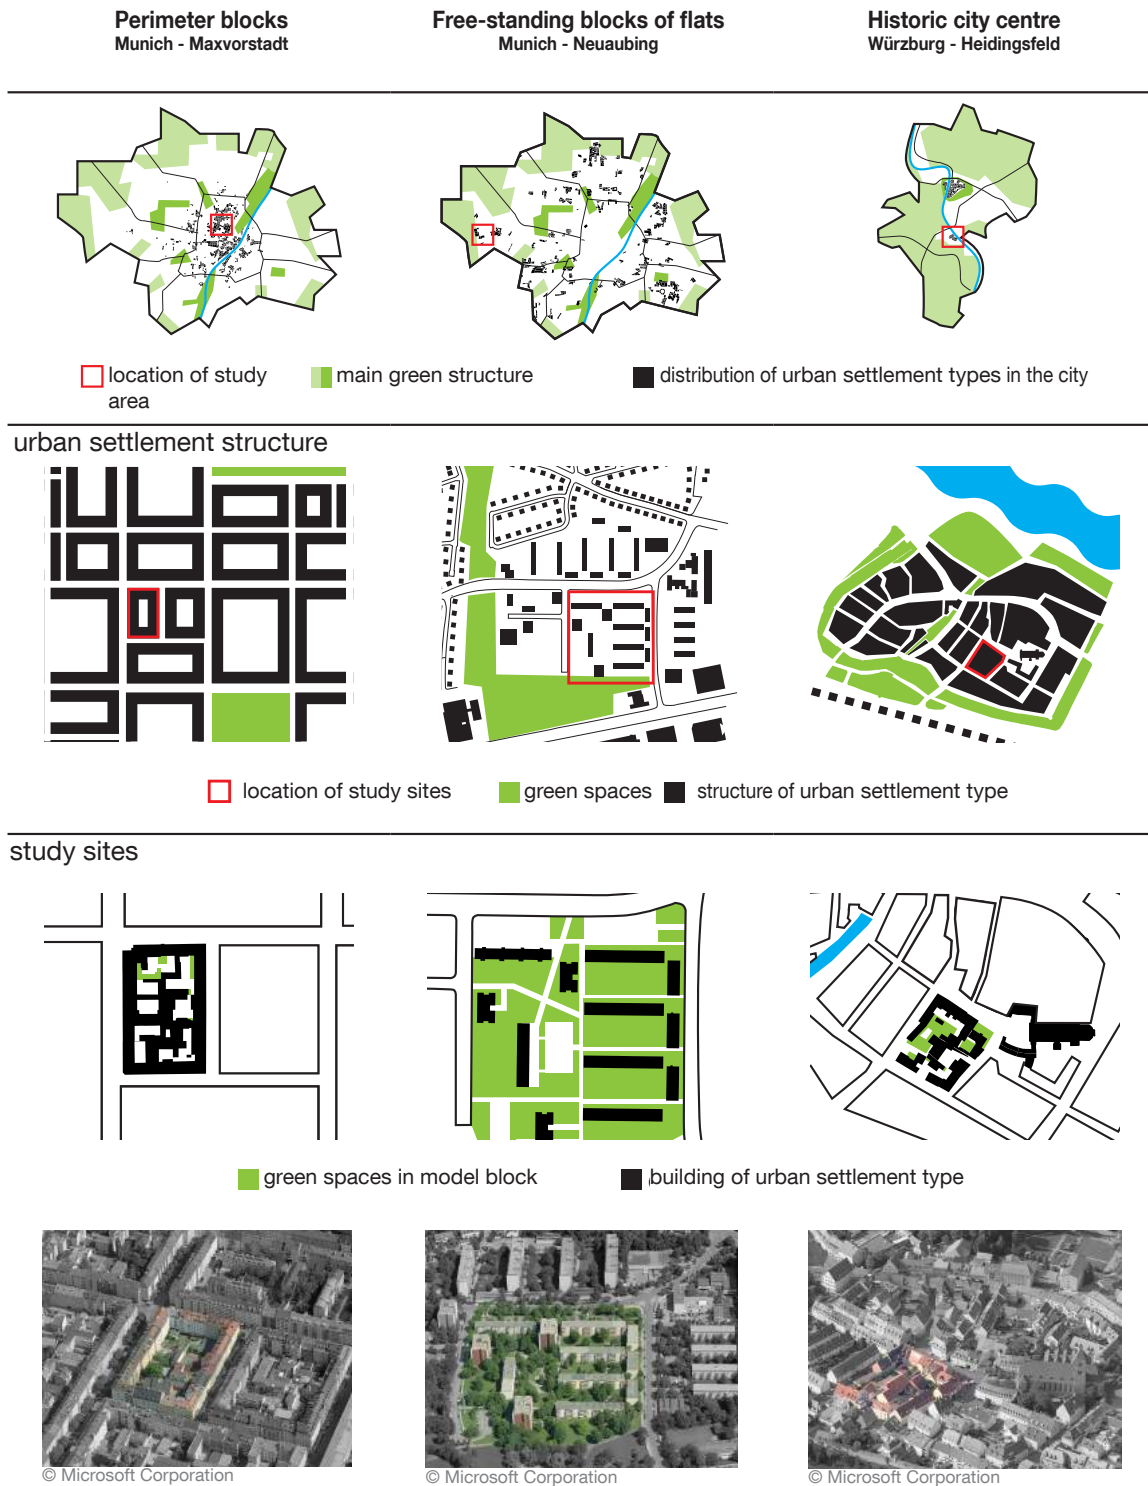 Perimeter blocks
Munich - Maxvorstadt
Free-standing blocks of flats
Munich - Neuaubing
Historic city centre
Würzburg - Heidingsfeld
location of study
area
main green structure
distribution of urban settlement types in the city
urban settlement structure
location of study sites
green spaces
structure of urban settlement type
study sites
green spaces in model block
building of urban settlement type
© Microsoft Corporation
© Microsoft Corporation
© Microsoft Corporation